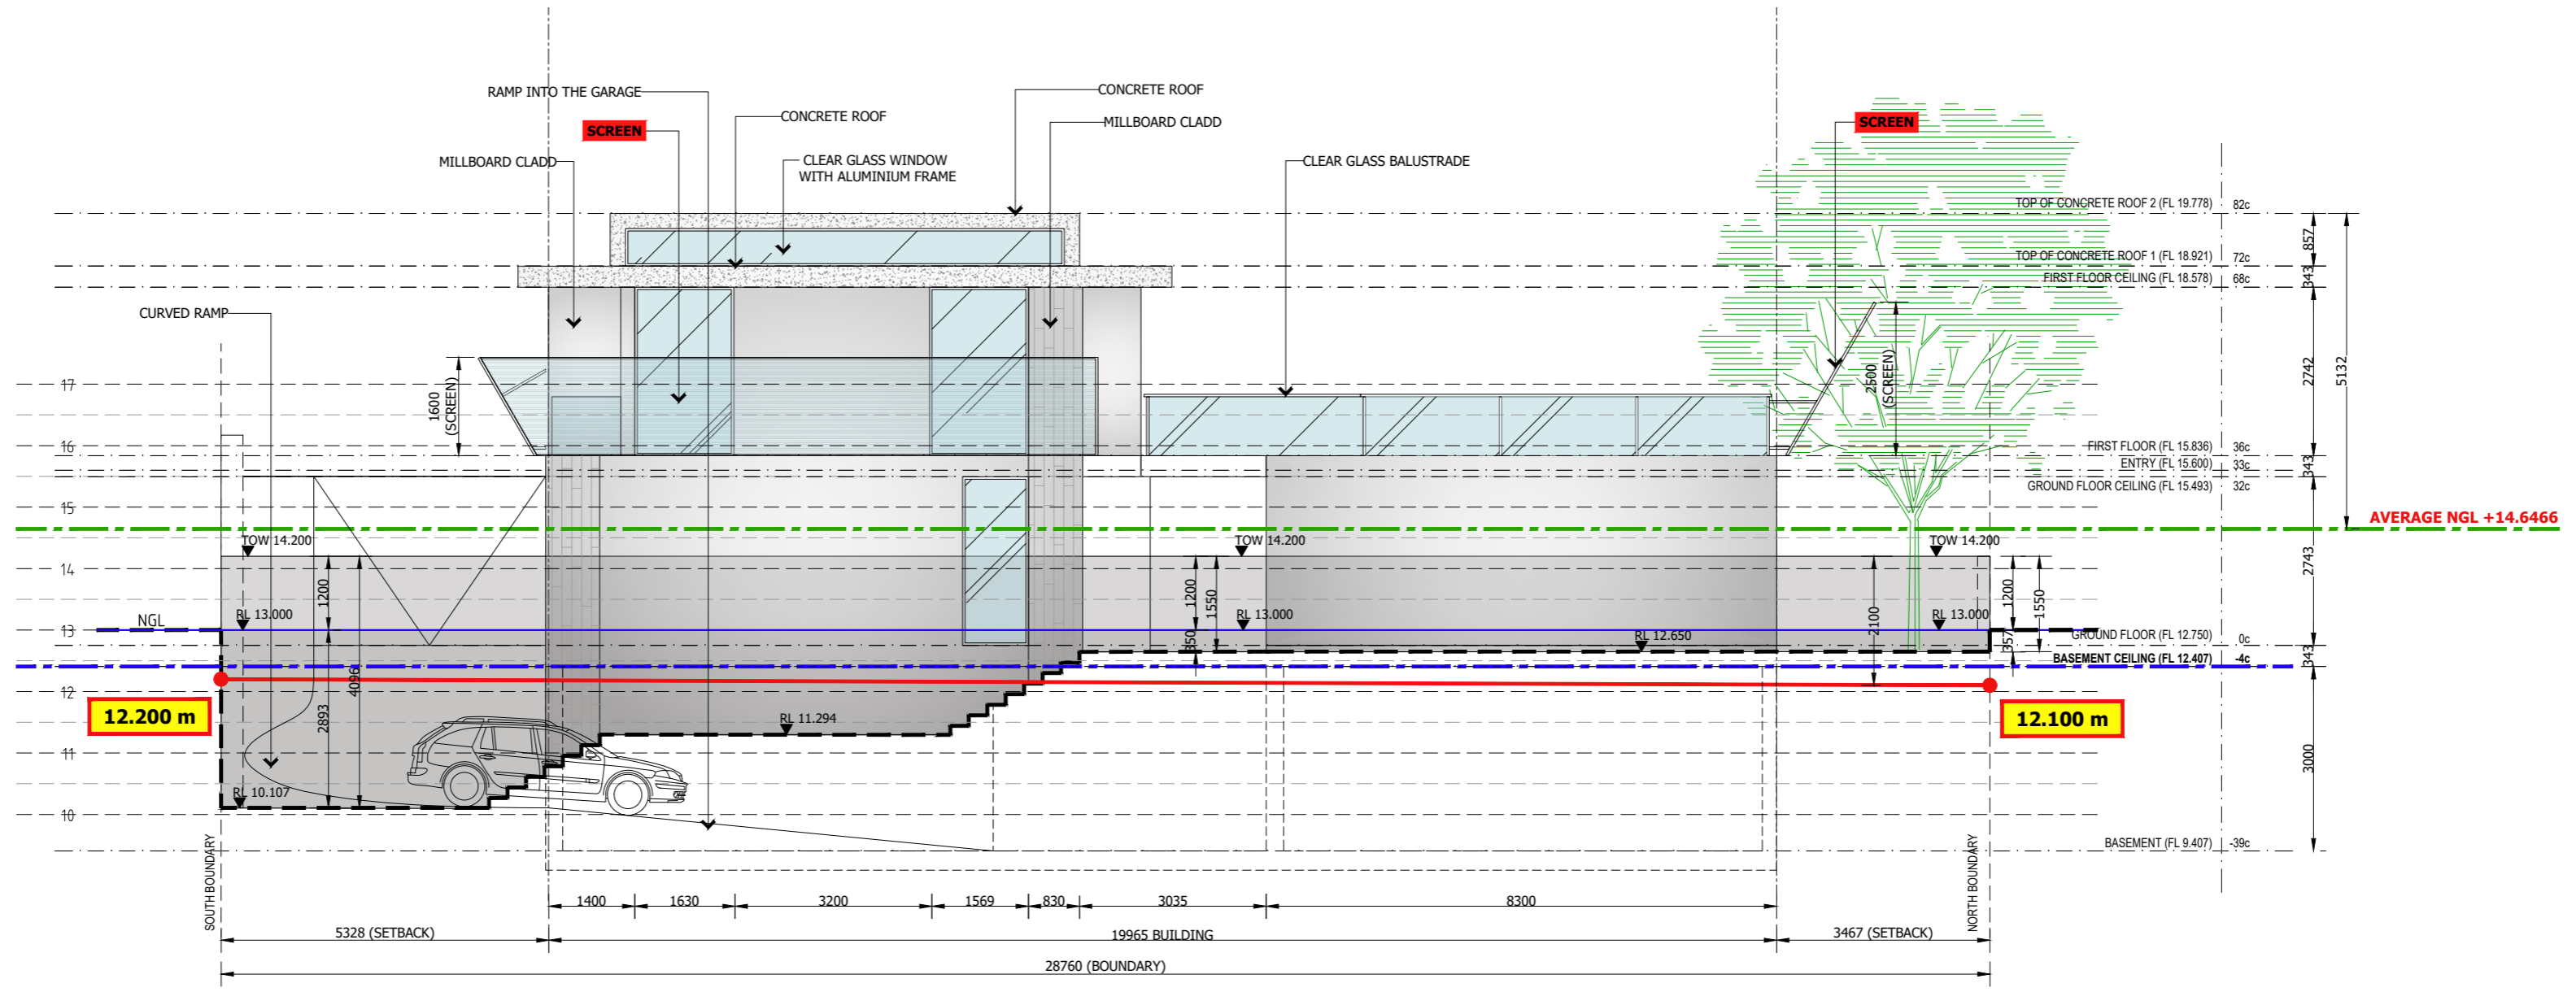 RAMP INTO THE GARAGE
CONCRETE ROOF
CONCRETE ROOF
SCREEN
MILLBOARD CLADD
SCREEN
MILLBOARD CLADD
CLEAR GLASS WINDOW
WITH ALUMINIUM FRAME
CLEAR GLASS BALUSTRADE
TOP OF CONCRETE ROOF 2 (FL 19.778) 82c
857
TOP OF CONCRETE ROOF 1 (FL 18.921) 72c
343
FIRST FLOOR CEILING (FL 18.578) 68c
CURVED RAMP
17
1600
(SCREEN)
2500
(SCREEN)
2742
5132
16
FIRST FLOOR (FL 15.836) 36c
ENTRY (FL 15.600) 33c
343
GROUND FLOOR CEILING (FL 15.493) 32c
15
AVERAGE NGL +14.6466
TOW 14.200
TOW 14.200
TOW 14.200
14
1200
1200
1550
1200
1550
2743
NGL
RL 13.000
RL 13.000
RL 13.000
2100
13
350
RL 12.650
357
GROUND FLOOR (FL 12.750) 0c
BASEMENT CEILING (FL 12.407) -4c
343
12
4096
12.200 m
2893
RL 11.294
12.100 m
11
3000
RL 10.107
10
BASEMENT (FL 9.407) -39c
SOUTH BOUNDARY
NORTH BOUNDARY
1400
1630
3200
1569
830
3035
8300
5328 (SETBACK)
19965 BUILDING
3467 (SETBACK)
28760 (BOUNDARY)